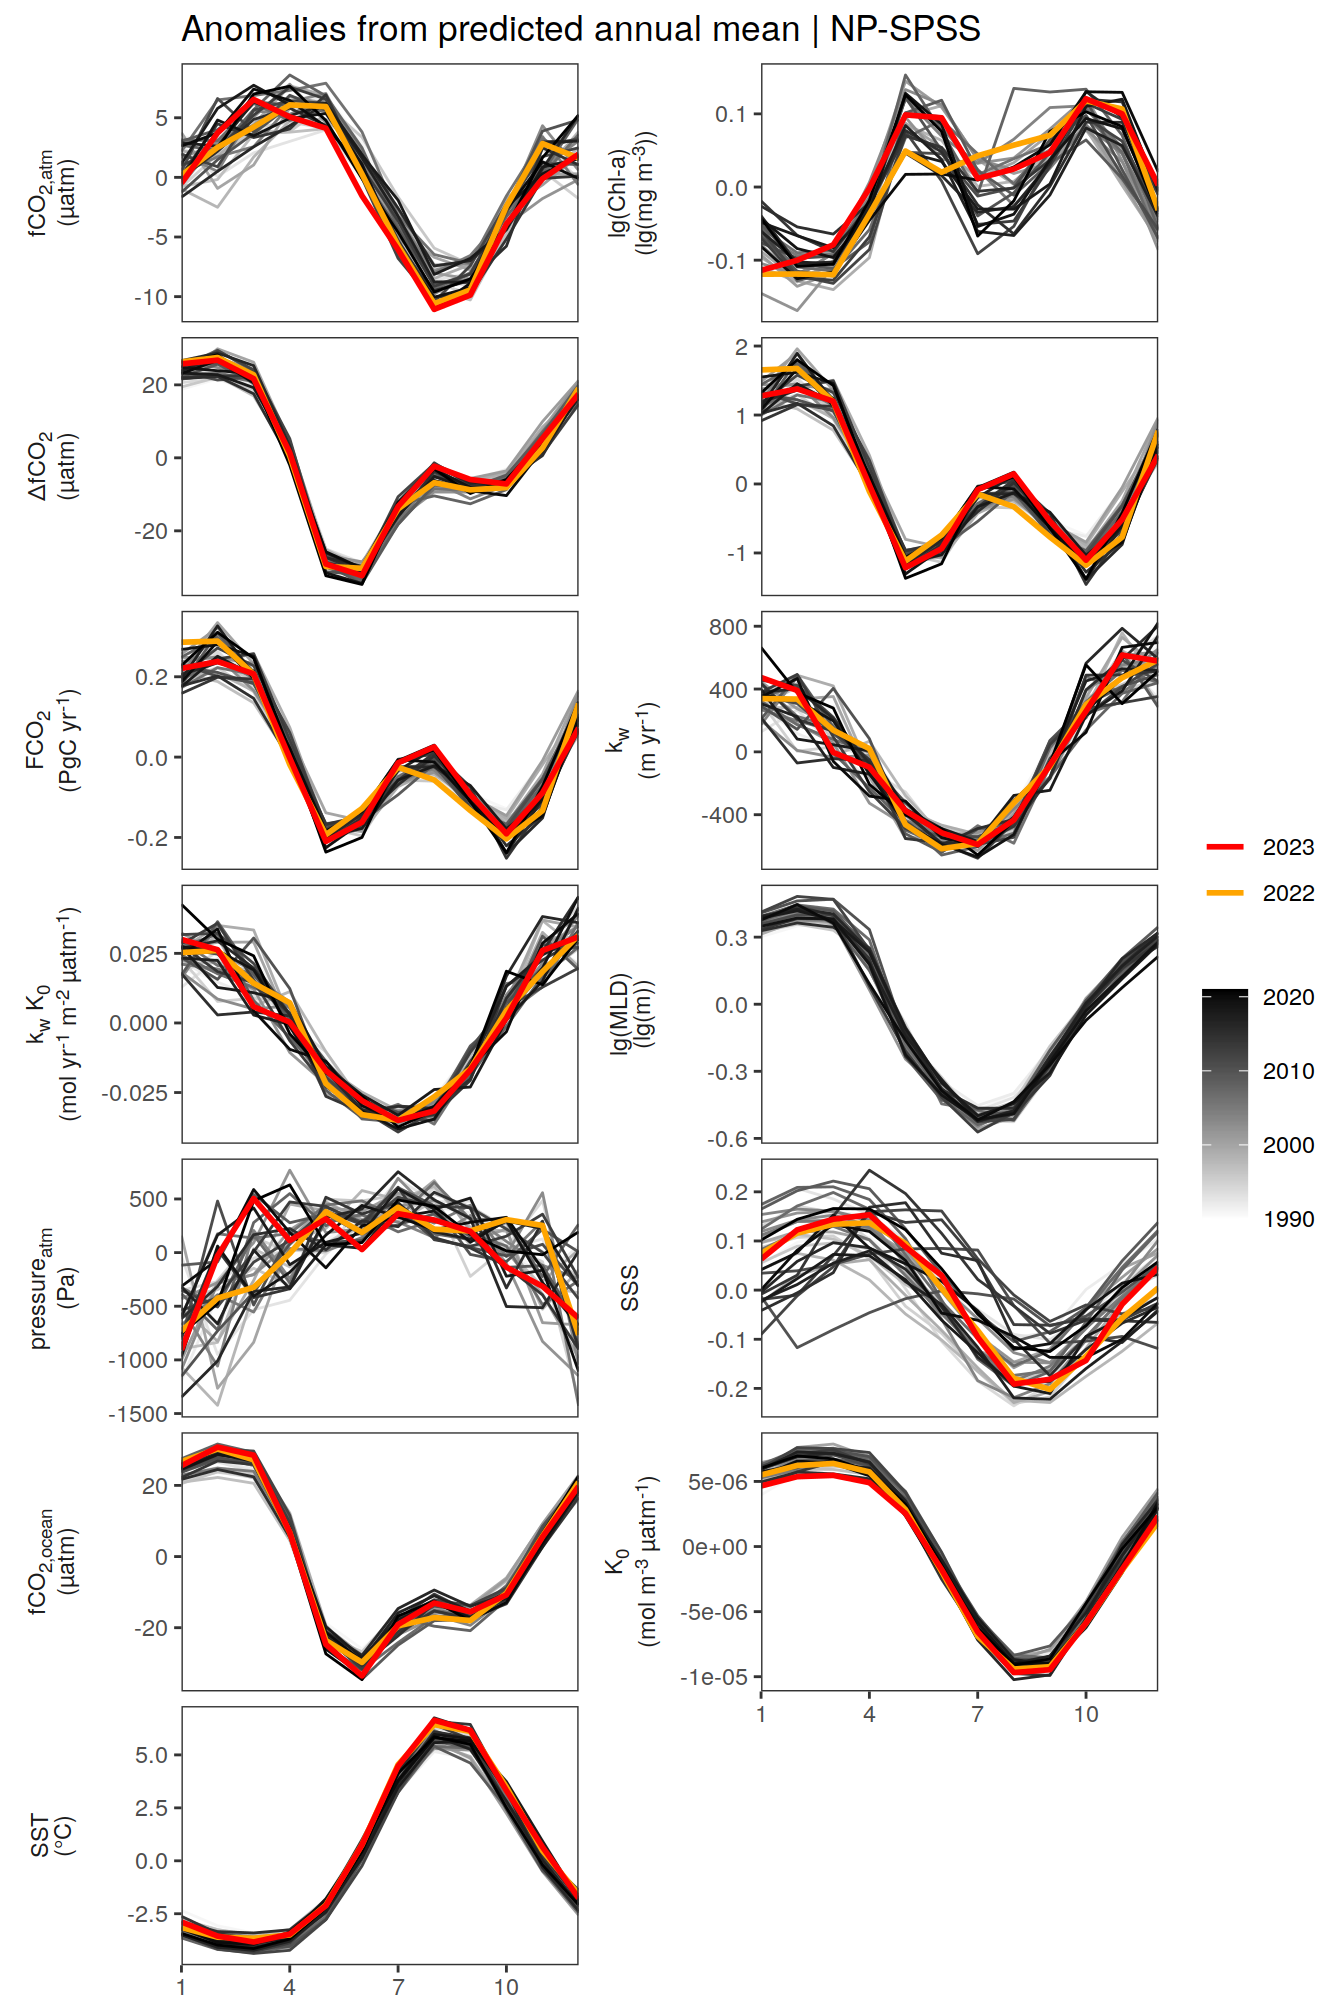 Anomalies from predicted annual mean | NP-SPSS
fCO2,atm
(µatm)
5
0
-5
-10
lg(Chl-a)
(lg(mg m-3))
0.1
0.0
-0.1
ΔfCO2
(µatm)
20
0
-20
2
1
0
-1
FCO2
(PgC yr-1)
0.2
0.0
-0.2
kw
(m yr-1)
800
400
0
-400
kw K0
(mol yr-1 m-2 µatm-1)
0.025
0.000
-0.025
lg(MLD)
(lg(m))
0.3
0.0
-0.3
-0.6
pressureatm
(Pa)
500
0
-500
-1000
-1500
SSS
0.2
0.1
0.0
-0.1
-0.2
fCO2,ocean
(µatm)
20
0
-20
K0
(mol m-3 µatm-1)
5e-06
0e+00
-5e-06
-1e-05
1 4 7 10
SST
(°C)
5.0
2.5
0.0
-2.5
1 4 7 10
2023
2022
2020
2010
2000
1990